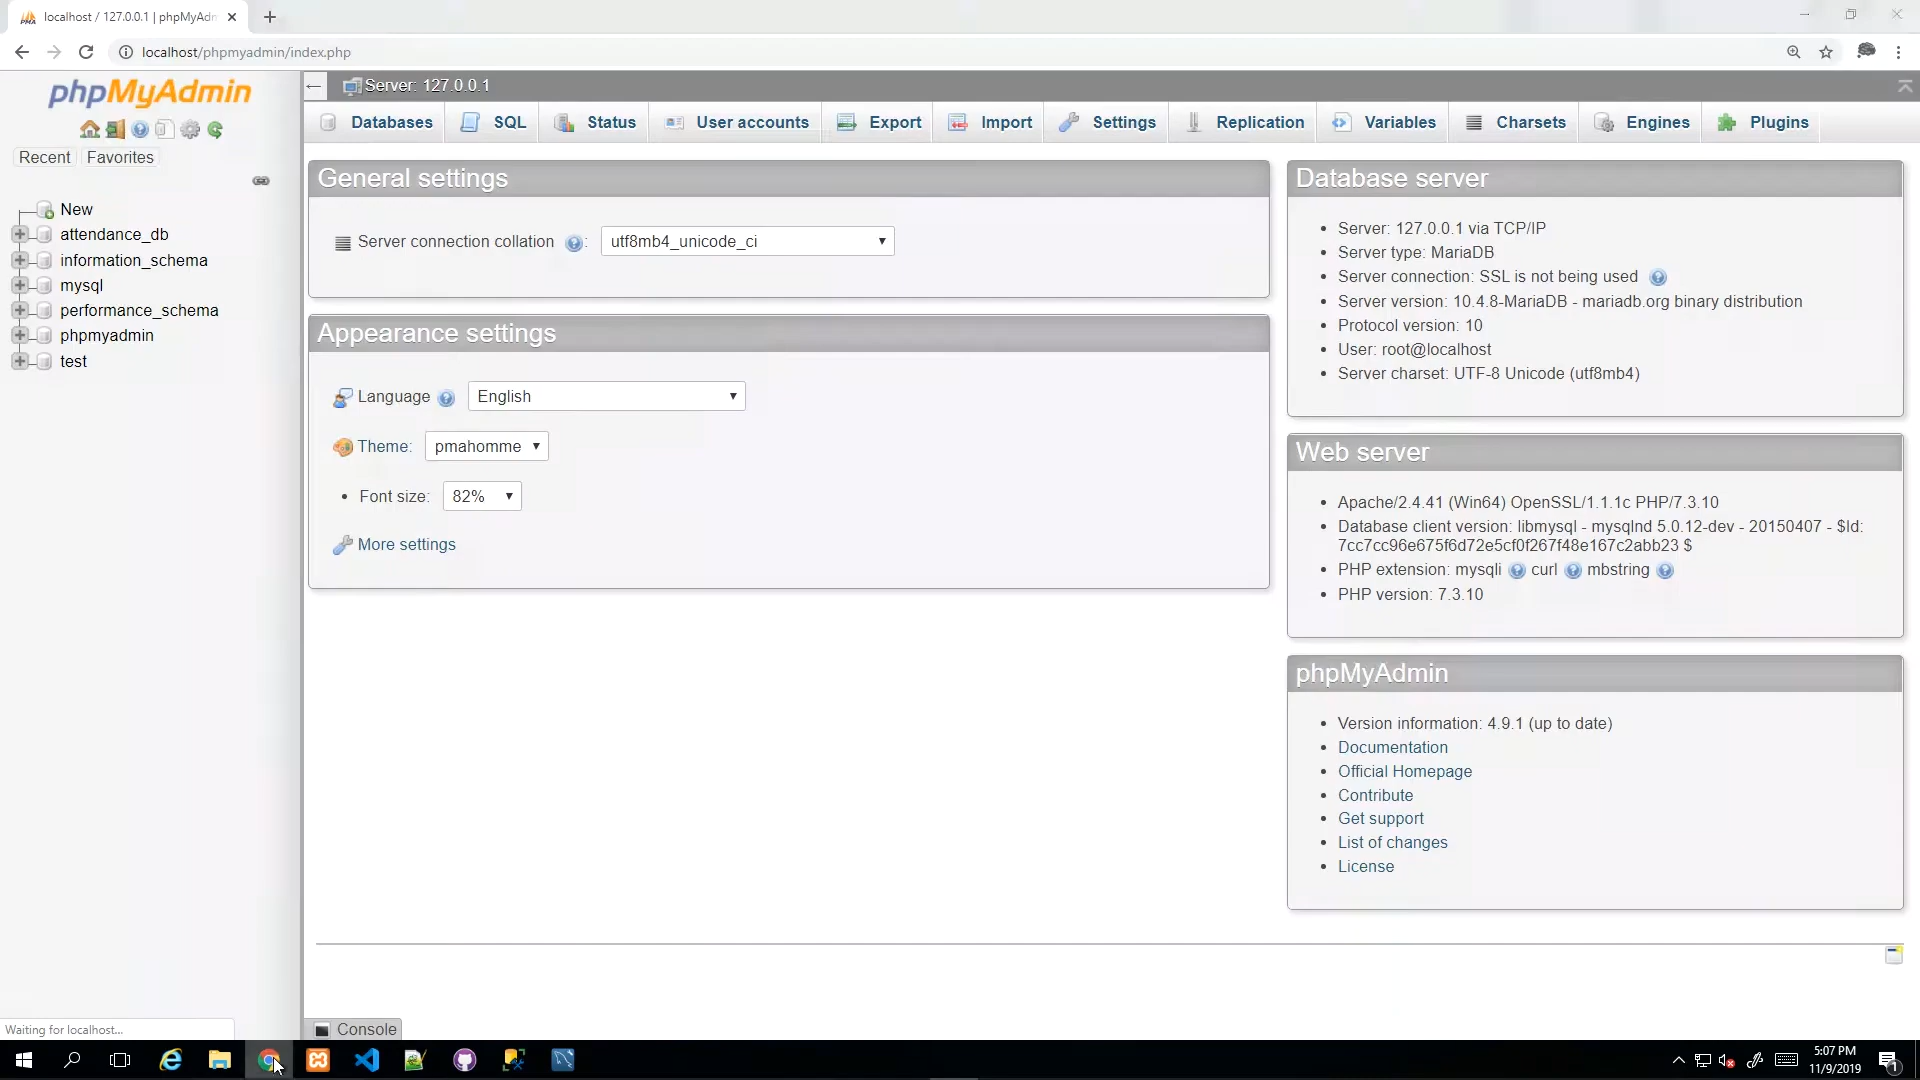 localhost / 127.0.0.1 | phpMyAdm
localhost/phpmyadmin/index.php
phpMyAdmin
Recent
Favorites
New
attendance_db
information_schema
mysql
performance_schema
phpmyadmin
test
Waiting for localhost...
Server: 127.0.0.1
Databases
SQL
Status
User accounts
Export
Import
Settings
Replication
Variables
Charsets
Engines
Plugins
General settings
Server connection collation : utf8mb4_unicode_ci
Appearance settings
Language English
Theme: pmahomme
Font size: 82%
More settings
Console
Database server
Server: 127.0.0.1 via TCP/IP
Server type: MariaDB
Server connection: SSL is not being used
Server version: 10.4.8-MariaDB - mariadb.org binary distribution
Protocol version: 10
User: root@localhost
Server charset: UTF-8 Unicode (utf8mb4)
Web server
Apache/2.4.41 (Win64) OpenSSL/1.1.1c PHP/7.3.10
Database client version: libmysql - mysqlnd 5.0.12-dev - 20150407 - $Id:
7cc7cc96e675f6d72e5cf0f267f48e167c2abb23 $
PHP extension: mysqli curl mbstring
PHP version: 7.3.10
phpMyAdmin
Version information: 4.9.1 (up to date)
Documentation
Official Homepage
Contribute
Get support
List of changes
License
5:07 PM
11/9/2019
1